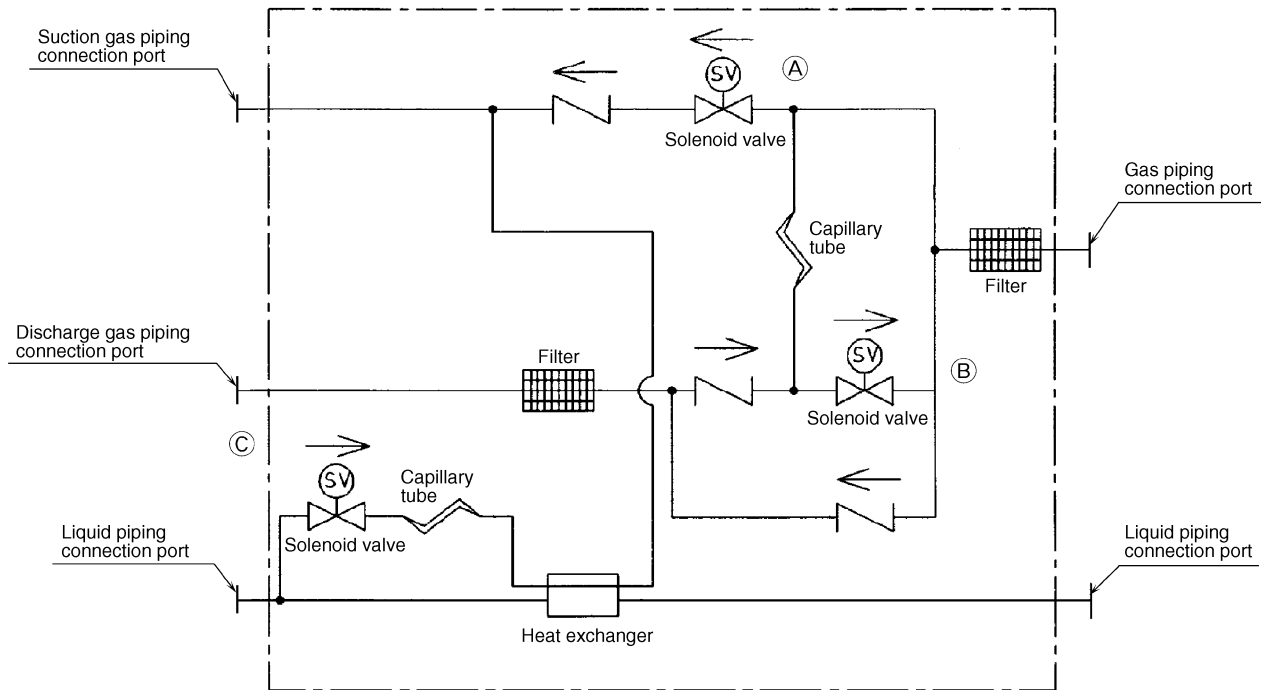 Suction gas piping
connection port
SV
Ⓐ
Solenoid valve
Gas piping
connection port
Capillary
tube
Filter
Discharge gas piping
connection port
Filter
SV
Ⓑ
Solenoid valve
Ⓒ
SV
Capillary
tube
Solenoid valve
Liquid piping
connection port
Liquid piping
connection port
Heat exchanger